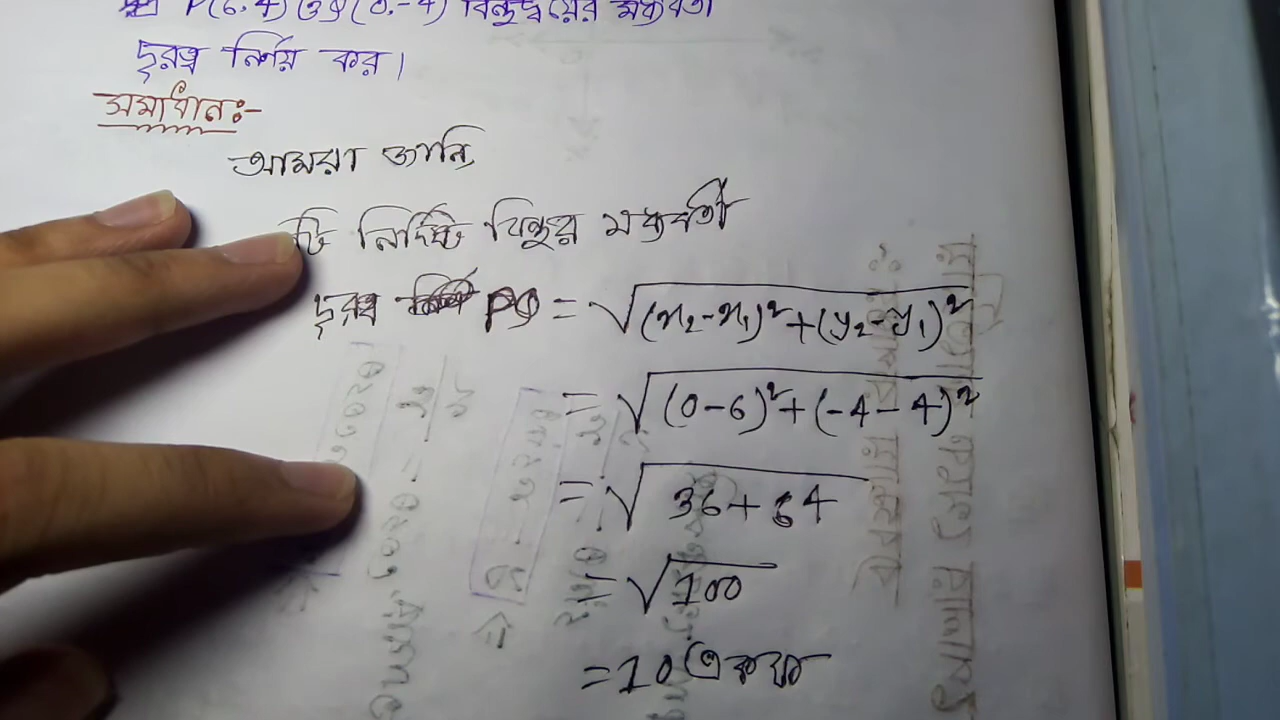 P(6,4) ও Q(0,-4) বিন্দুদ্বয়ের মধ্যবর্তী
দূরত্ব নির্ণয় কর।
সমাধান:-
আমরা জানি,
টি নির্দিষ্ট বিন্দুর মধ্যবর্তী
দূরত্ব PQ = √(x₂-x₁)²+(y₂-y₁)²
= √(0-6)²+(-4-4)²
= √36+64
= √100
= 10 একক